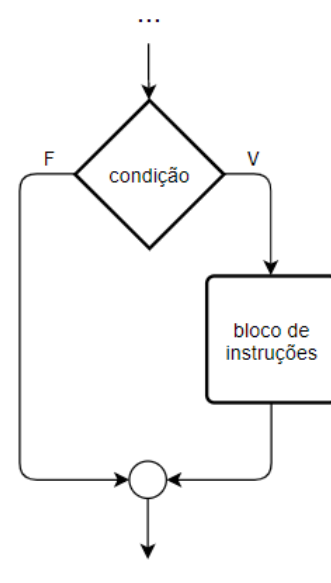 ...
F
V
condição
bloco de
instruções